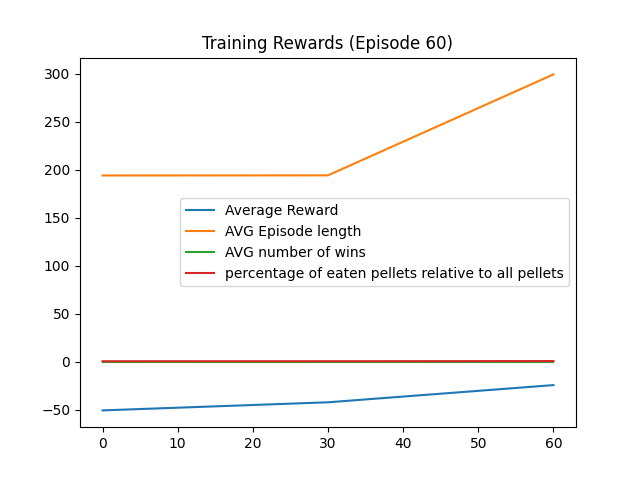 Training Rewards (Episode 60)
300
250
200
150
100
50
0
−50
Average Reward
AVG Episode length
AVG number of wins
percentage of eaten pellets relative to all pellets
0 10 20 30 40 50 60